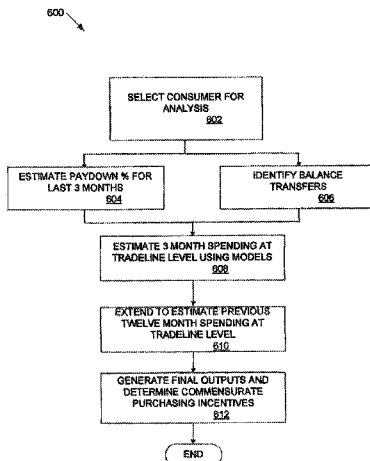 600
SELECT CONSUMER FOR
ANALYSIS
602
ESTIMATE PAYDOWN % FOR
LAST 3 MONTHS
604
IDENTIFY BALANCE
TRANSFERS
606
ESTIMATE 3 MONTH SPENDING AT
TRADELINE LEVEL USING MODELS
608
EXTEND TO ESTIMATE PREVIOUS
TWELVE MONTH SPENDING AT
TRADELINE LEVEL
610
GENERATE FINAL OUTPUTS AND
DETERMINE COMMENSURATE
PURCHASING INCENTIVES
612
END